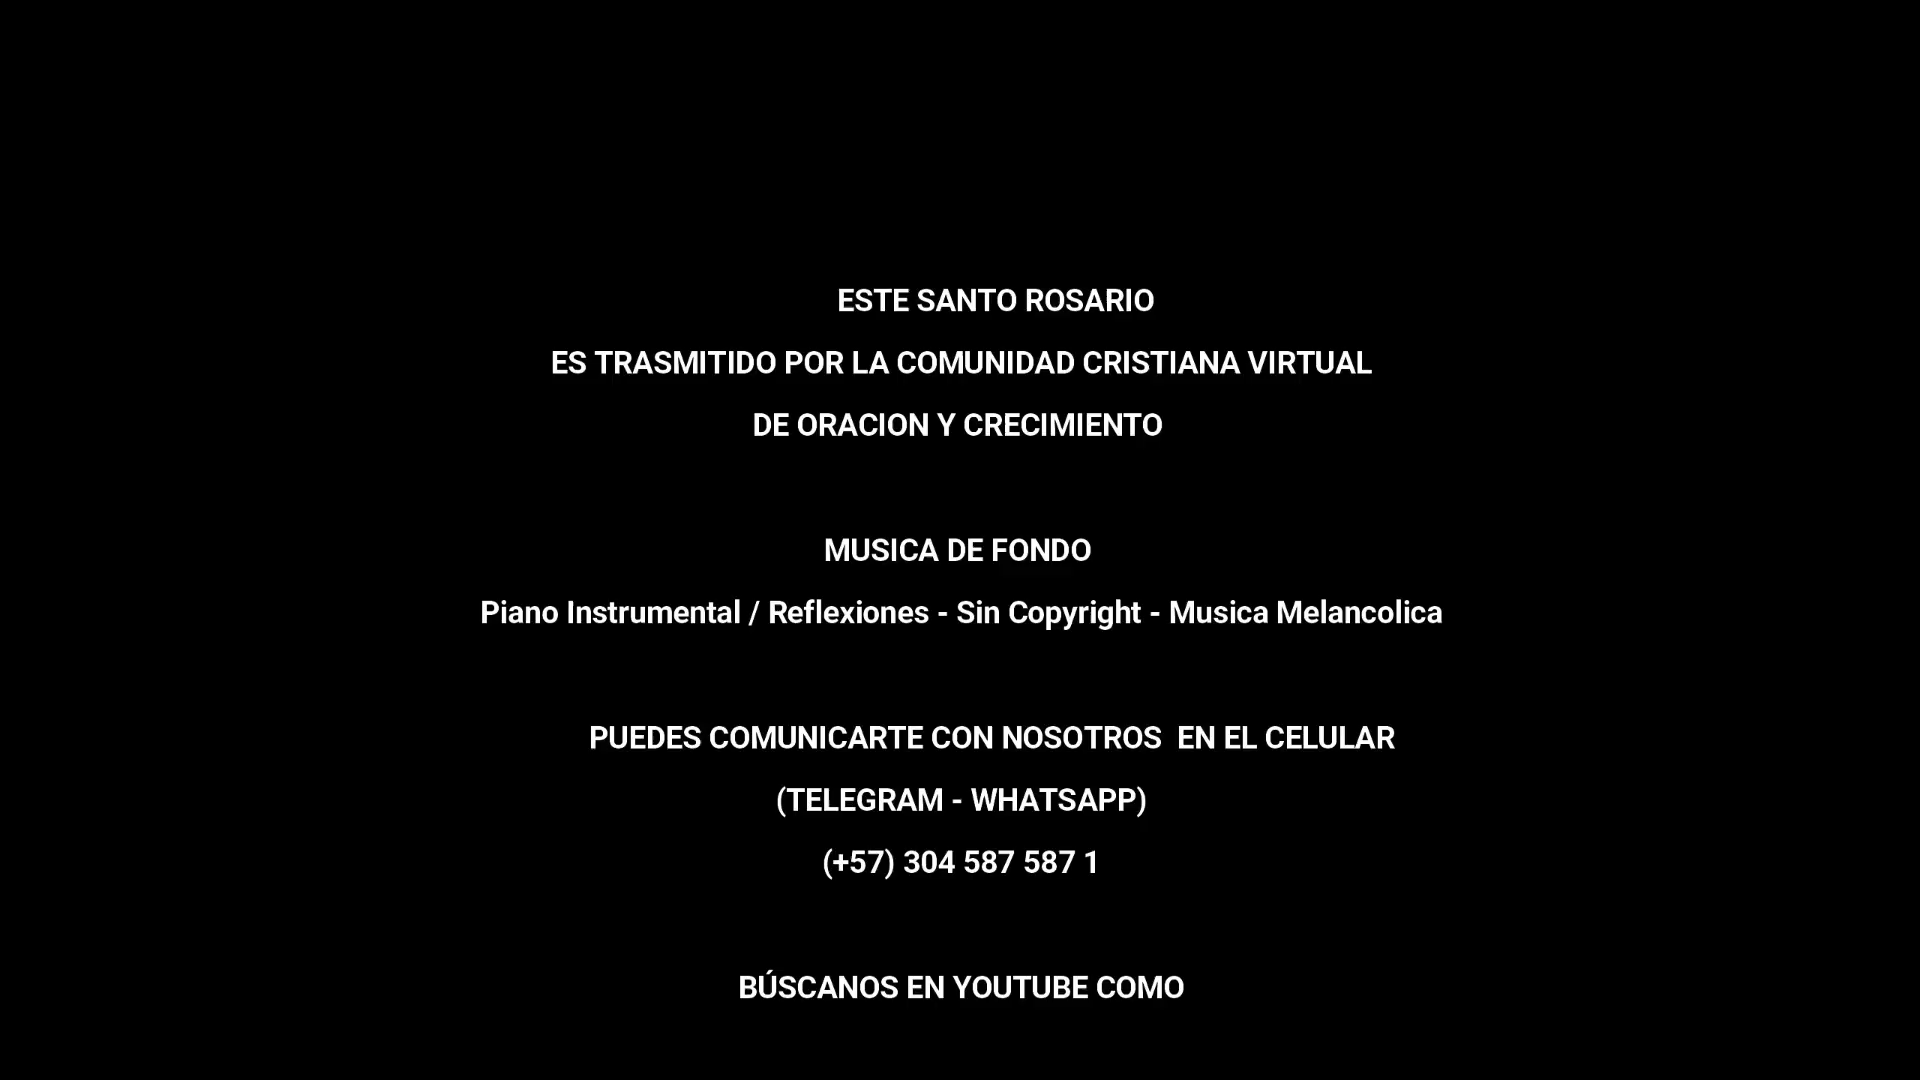 ESTE SANTO ROSARIO
ES TRASMITIDO POR LA COMUNIDAD CRISTIANA VIRTUAL
DE ORACION Y CRECIMIENTO
MUSICA DE FONDO
Piano Instrumental / Reflexiones - Sin Copyright - Musica Melancolica
PUEDES COMUNICARTE CON NOSOTROS  EN EL CELULAR
(TELEGRAM - WHATSAPP)
(+57) 304 587 587 1
BÚSCANOS EN YOUTUBE COMO